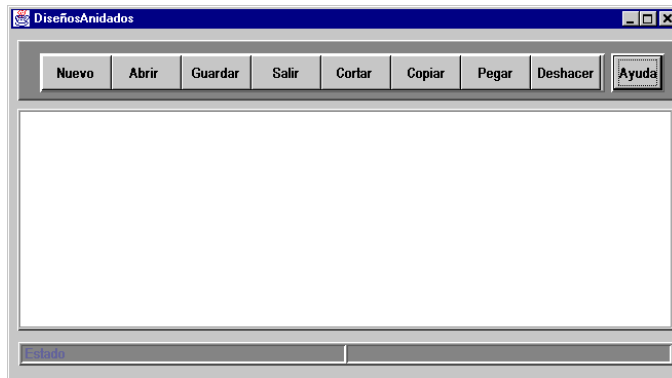 DiseñosAnidados
Nuevo Abrir Guardar Salir Cortar Copiar Pegar Deshacer Ayuda
Estado